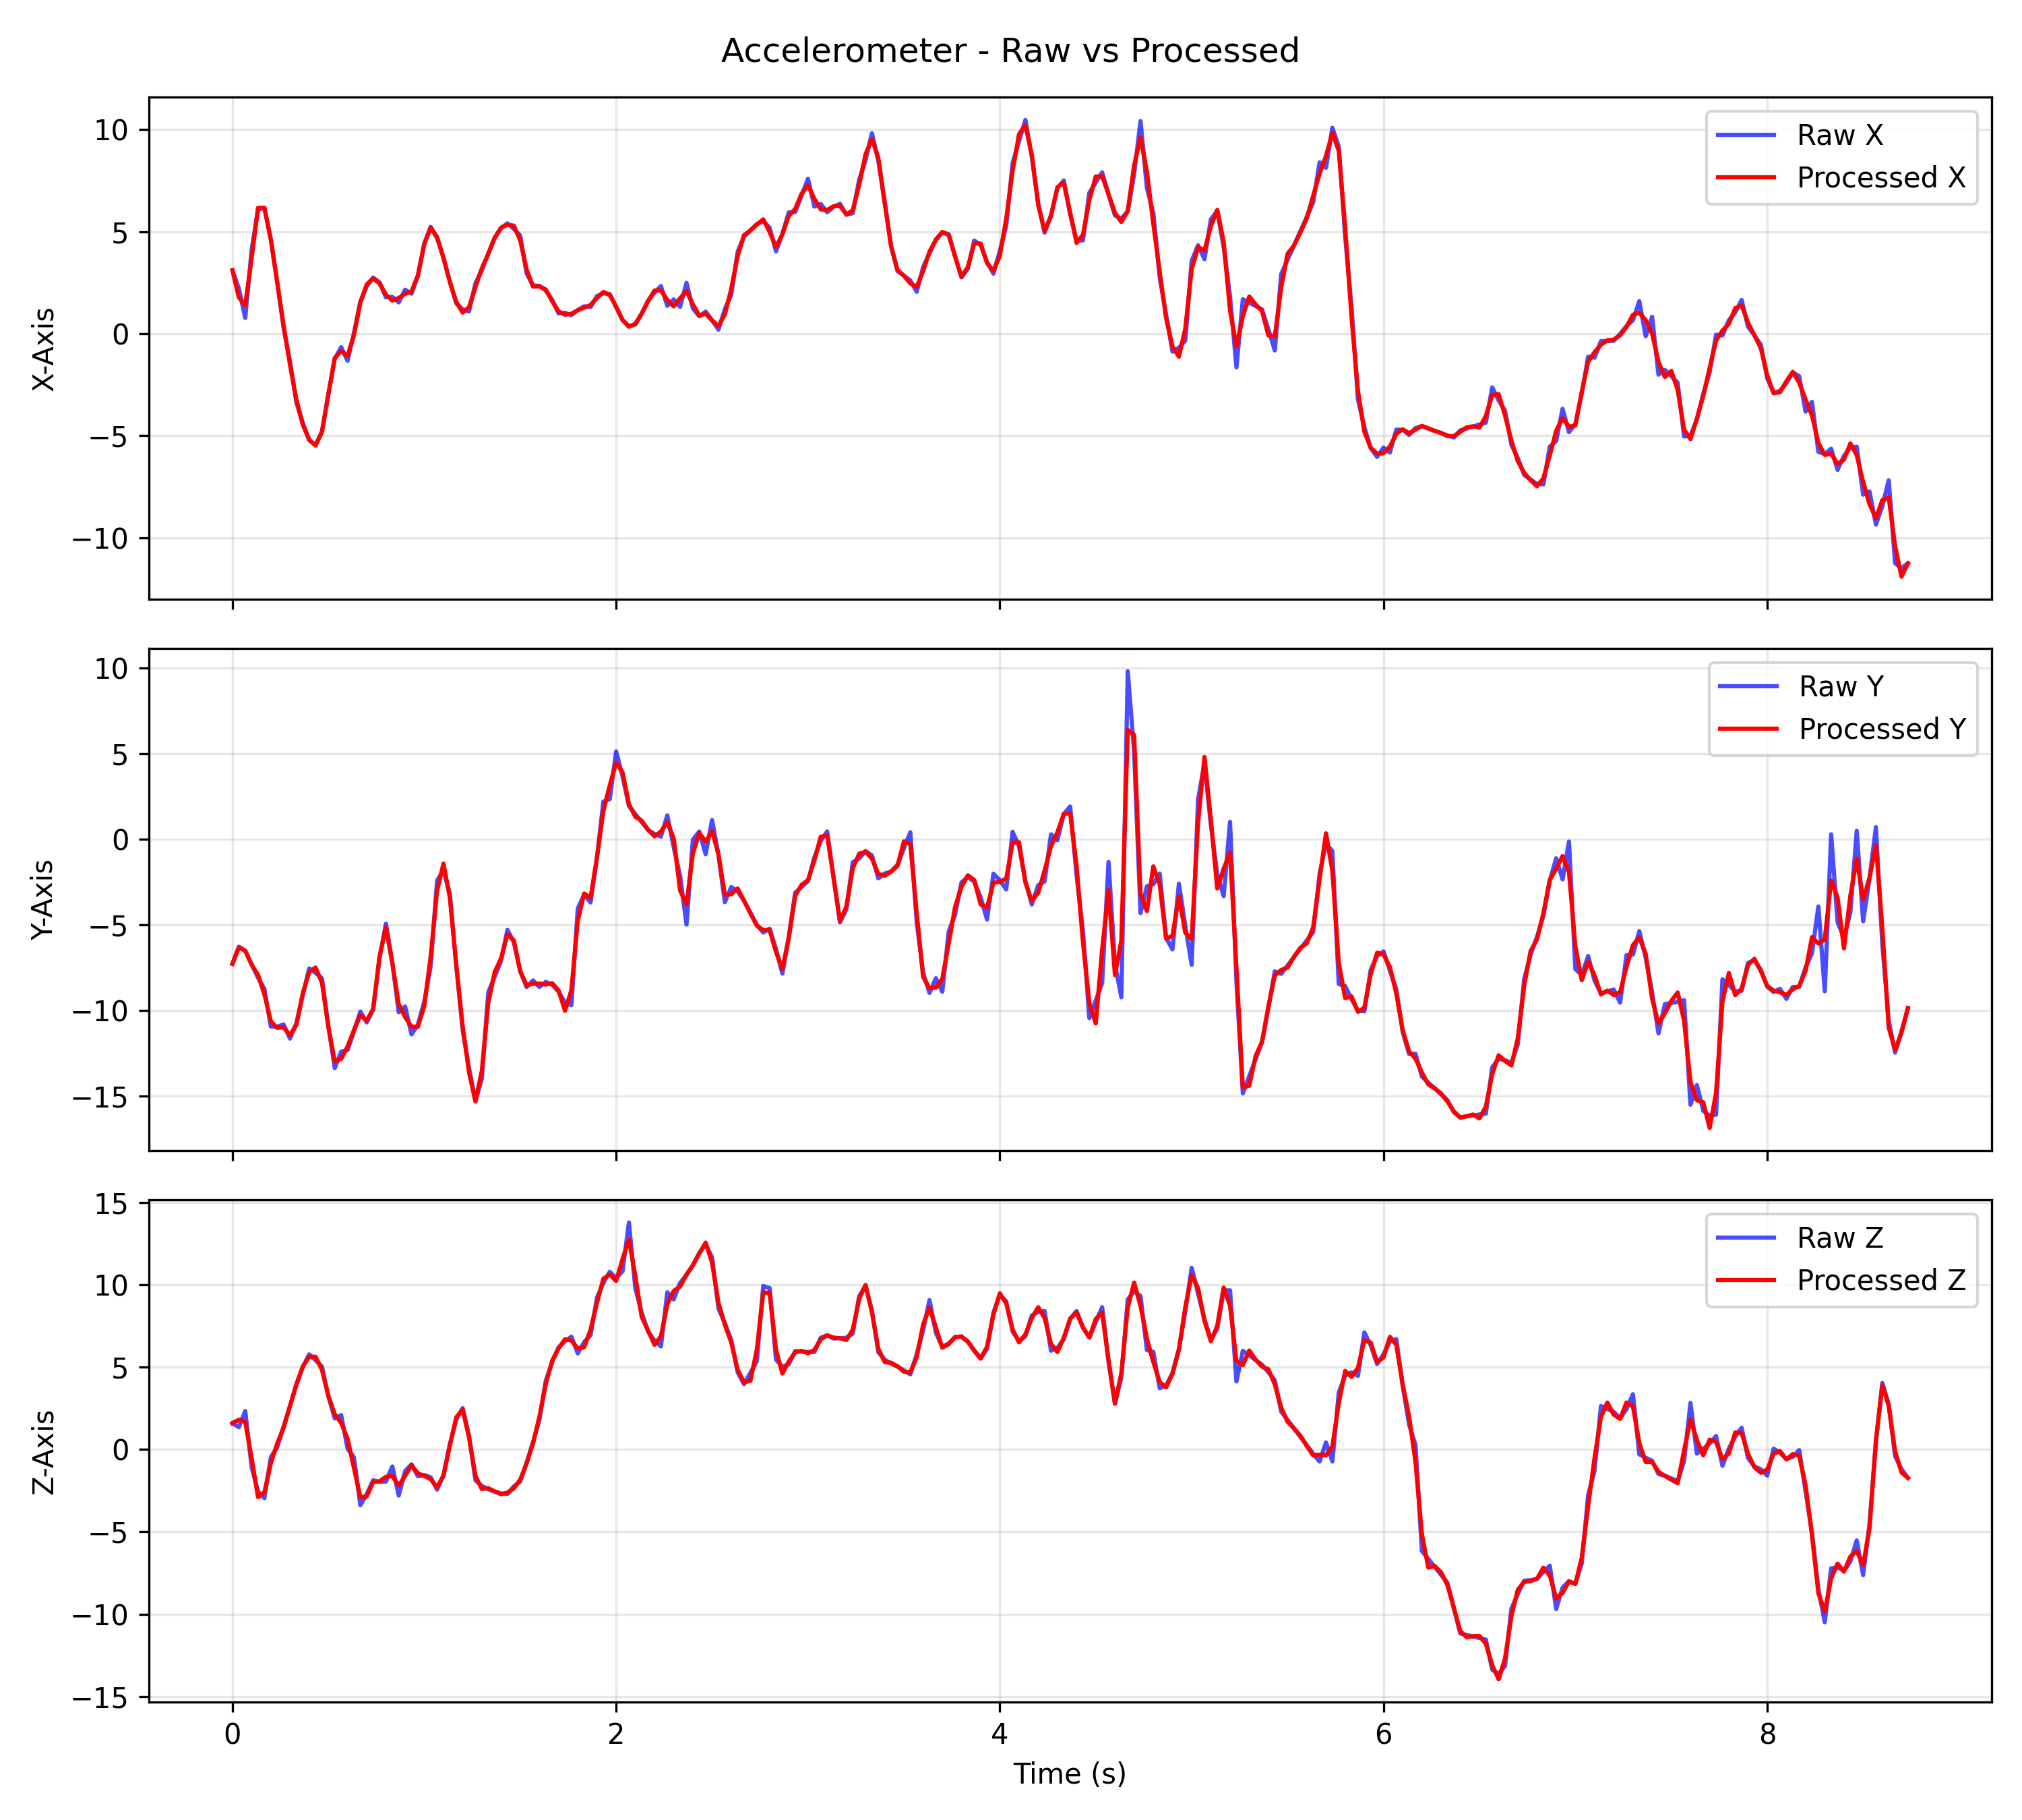 Accelerometer - Raw vs Processed
10
5
0
−5
−10
X-Axis
Raw X
Processed X
10
5
0
−5
−10
−15
Y-Axis
Raw Y
Processed Y
15
10
5
0
−5
−10
−15
Z-Axis
Raw Z
Processed Z
0 2 4 6 8
Time (s)